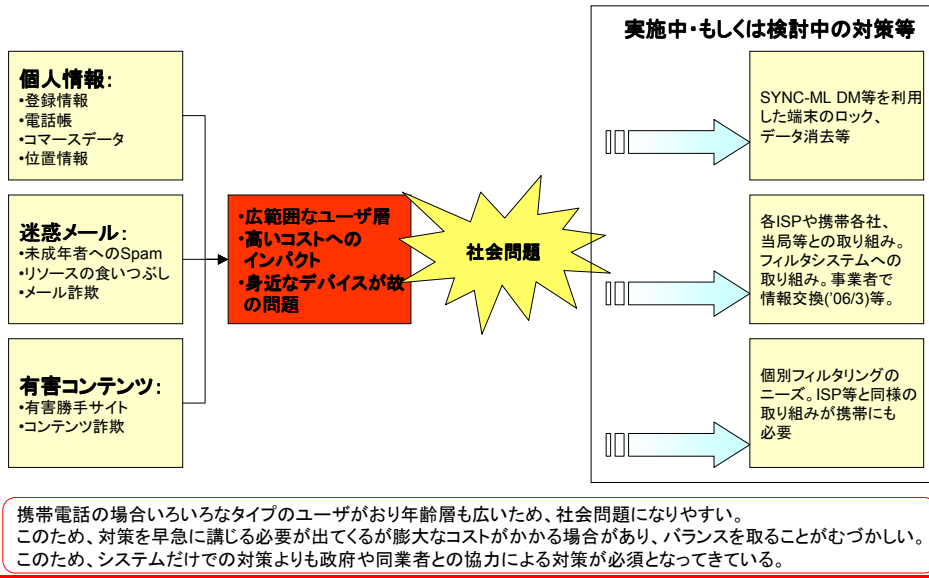 実施中・もしくは検討中の対策等
個人情報：
・登録情報
・電話帳
・コマースデータ
・位置情報
迷惑メール：
・未成年者へのSpam
・リソースの食いつぶし
・メール詐欺
有害コンテンツ：
・有害勝手サイト
・コンテンツ詐欺
・広範囲なユーザ層
・高いコストへの
インパクト
・身近なデバイスが故
の問題
社会問題
SYNC-ML DM等を利用
した端末のロック、
データ消去等
各ISPや携帯各社、
当局等との取り組み。
フィルタシステムへの
取り組み。事業者で
情報交換('06/3)等。
個別フィルタリングの
ニーズ。ISP等と同様の
取り組みが携帯にも
必要
携帯電話の場合いろいろなタイプのユーザがおり年齢層も広いため、社会問題になりやすい。
このため、対策を早急に講じる必要が出てくるが膨大なコストがかかる場合があり、バランスを取ることがむづかしい。
このため、システムだけでの対策よりも政府や同業者との協力による対策が必須となってきている。